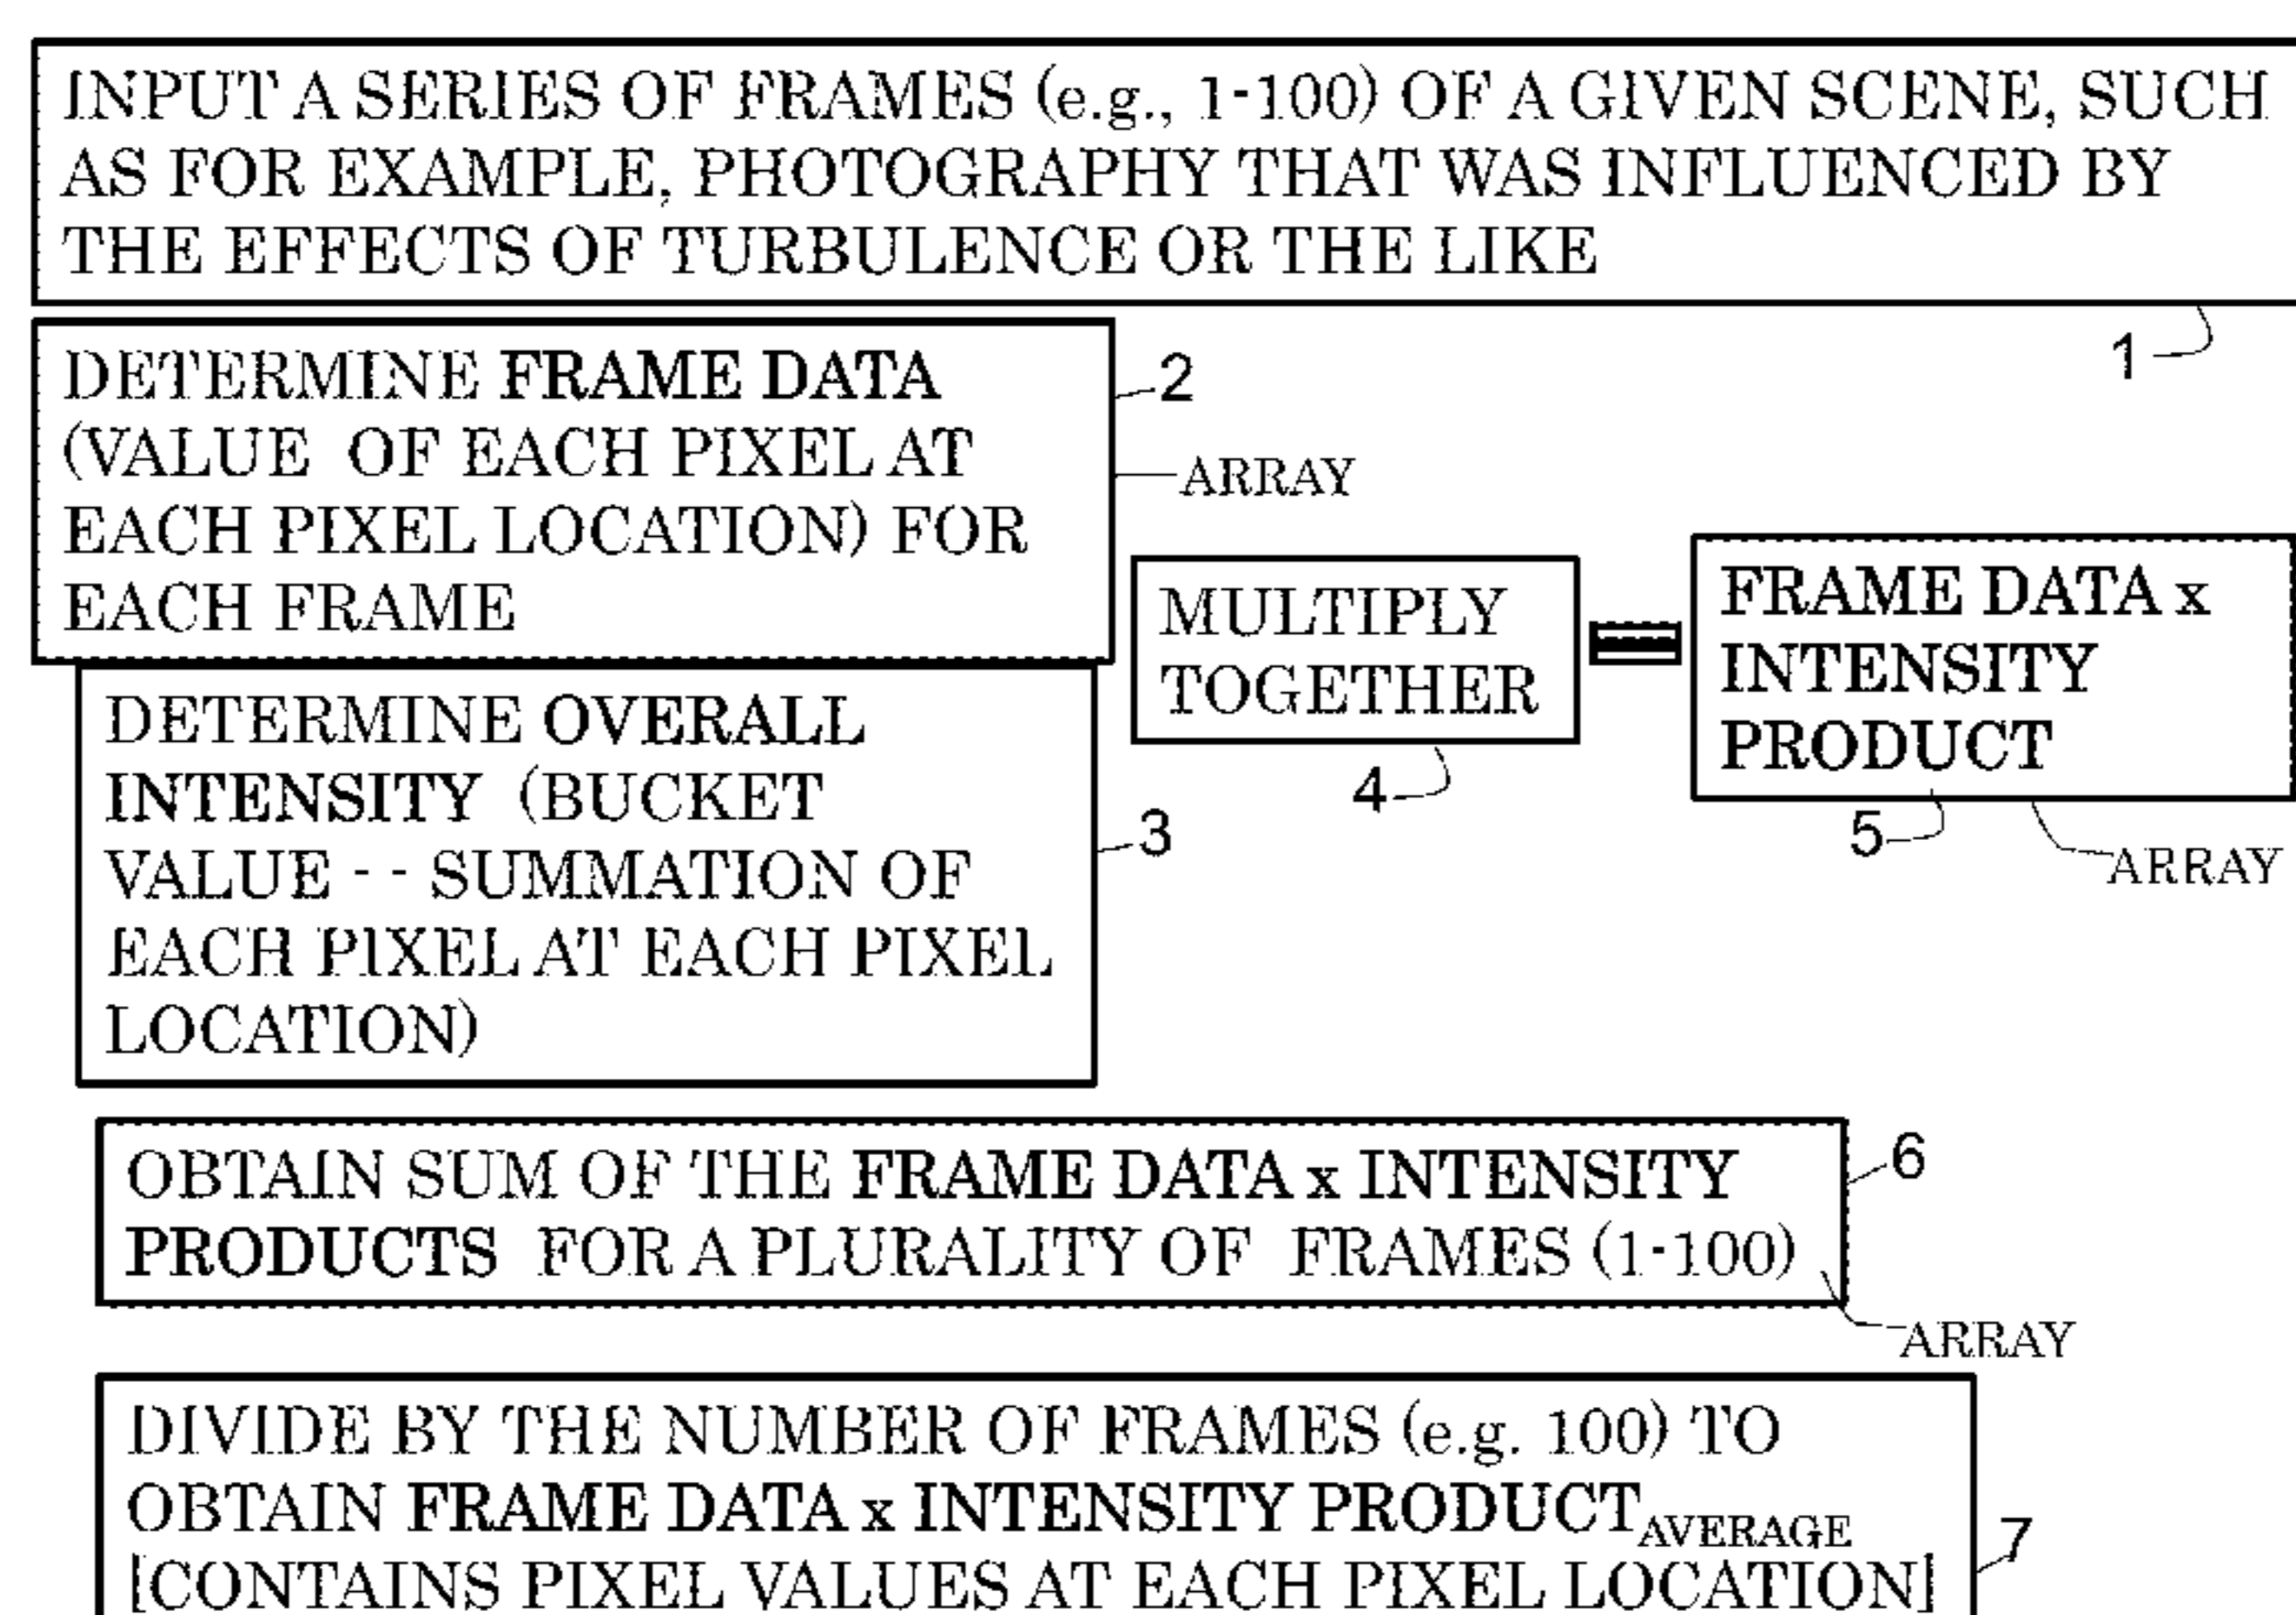 INPUT A SERIES OF FRAMES (e.g., 1-100) OF A GIVEN SCENE, SUCH
AS FOR EXAMPLE, PHOTOGRAPHY THAT WAS INFLUENCED BY
THE EFFECTS OF TURBULENCE OR THE LIKE
1
DETERMINE FRAME DATA
(VALUE OF EACH PIXEL AT
EACH PIXEL LOCATION) FOR
EACH FRAME
2
ARRAY
DETERMINE OVERALL
INTENSITY (BUCKET
VALUE - - SUMMATION OF
EACH PIXEL AT EACH PIXEL
LOCATION)
3
MULTIPLY
TOGETHER
4
=
FRAME DATA x
INTENSITY
PRODUCT
5
ARRAY
OBTAIN SUM OF THE FRAME DATA x INTENSITY
PRODUCTS FOR A PLURALITY OF FRAMES (1-100)
6
ARRAY
DIVIDE BY THE NUMBER OF FRAMES (e.g. 100) TO
OBTAIN FRAME DATA x INTENSITY PRODUCT AVERAGE
[CONTAINS PIXEL VALUES AT EACH PIXEL LOCATION]
7